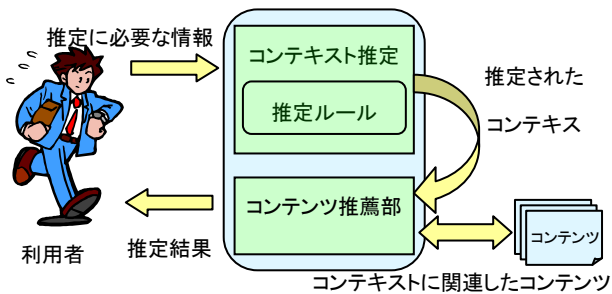 推定に必要な情報
コンテキスト推定
推定ルール
推定された
コンテキス
コンテンツ推薦部
コンテンツ
利用者
推定結果
コンテキストに関連したコンテンツ